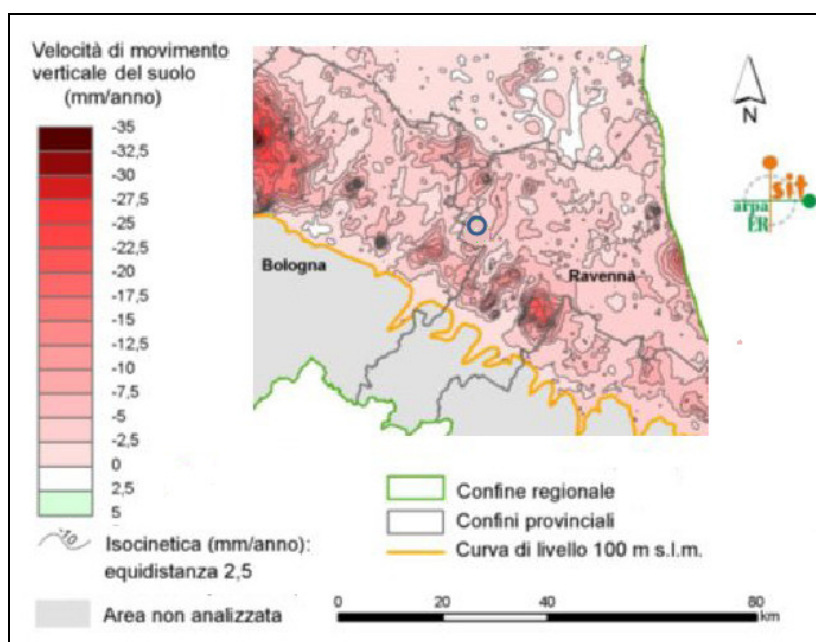 Velocità di movimento
verticale del suolo
(mm/anno)
-35
-32,5
-30
-27,5
-25
-22,5
-20
-17,5
-15
-12,5
-10
-7,5
-5
-2,5
0
2,5
5
Bologna
Ravenna
N
sit
arpa
ER
-10
Isocinetica (mm/anno):
equidistanza 2,5
Area non analizzata
Confine regionale
Confini provinciali
Curva di livello 100 m s.l.m.
0 20 40 80
km